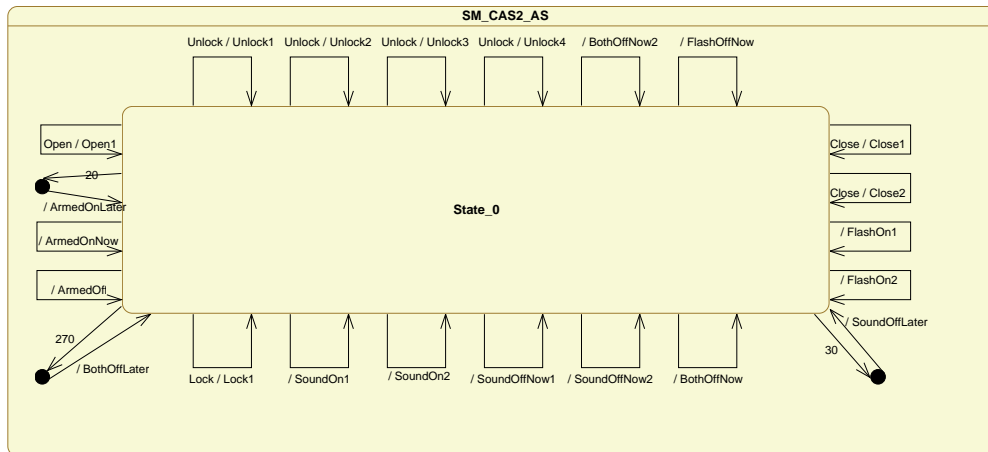 SM_CAS2_AS
Unlock / Unlock1
Unlock / Unlock2
Unlock / Unlock3
Unlock / Unlock4
/ BothOffNow2
/ FlashOffNow
Open / Open1
20
/ ArmedOnLater
/ ArmedOnNow
/ ArmedOff
270
/ BothOffLater
State_0
Close / Close1
Close / Close2
/ FlashOn1
/ FlashOn2
/ SoundOffLater
30
Lock / Lock1
/ SoundOn1
/ SoundOn2
/ SoundOffNow1
/ SoundOffNow2
/ BothOffNow